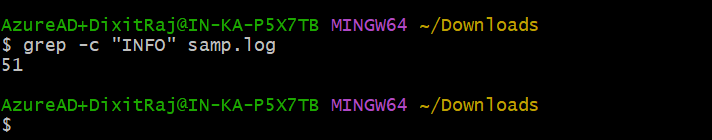 AzureAD+DixitRaj@IN-KA-P5X7TB MINGW64 ~/Downloads
$ grep -c "INFO" samp.log
51
AzureAD+DixitRaj@IN-KA-P5X7TB MINGW64 ~/Downloads
$